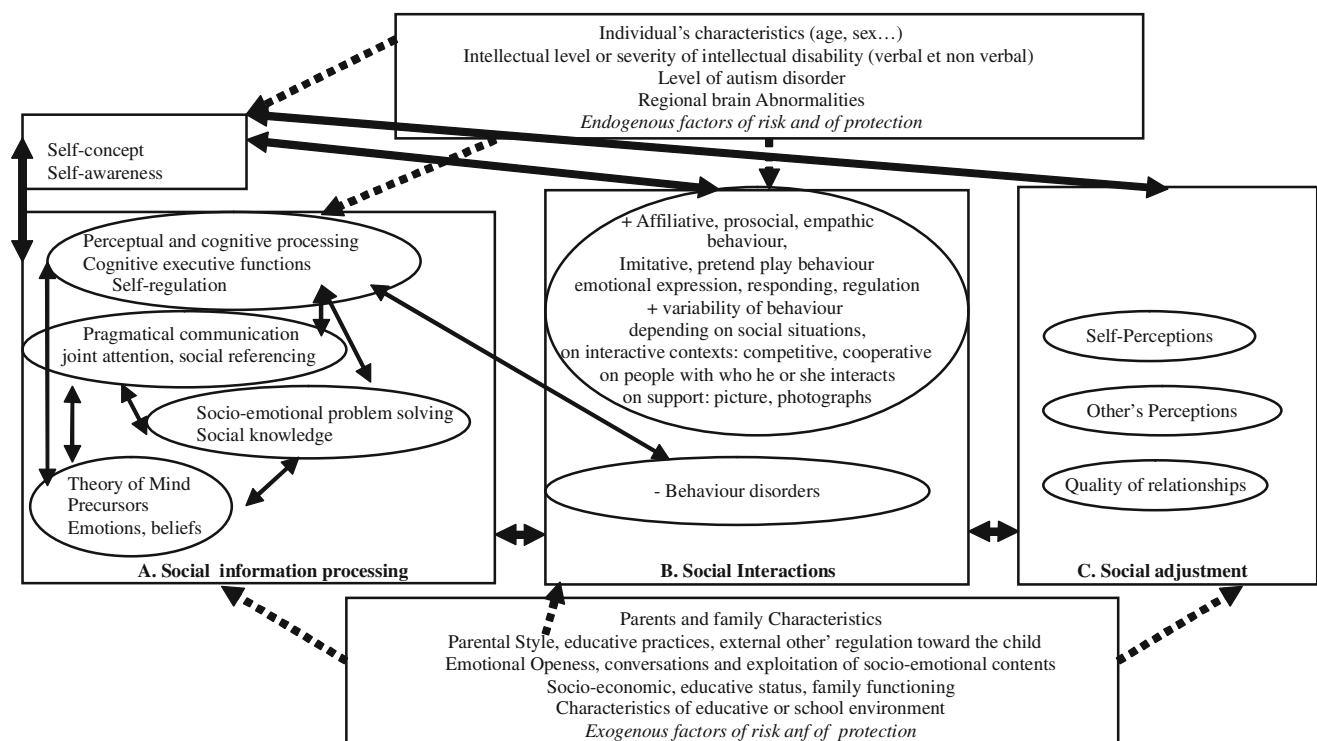 Individual's characteristics (age, sex…)
Intellectual level or severity of intellectual disability (verbal et non verbal)
Level of autism disorder
Regional brain Abnormalities
Endogenous factors of risk and of protection
Self-concept
Self-awareness
Perceptual and cognitive processing
Cognitive executive functions
Self-regulation
Pragmatical communication
joint attention, social referencing
Socio-emotional problem solving
Social knowledge
Theory of Mind
Precursors
Emotions, beliefs
A. Social information processing
+ Affiliative, prosocial, empathic
behaviour,
Imitative, pretend play behaviour
emotional expression, responding, regulation
+ variability of behaviour
depending on social situations,
on interactive contexts: competitive, cooperative
on people with who he or she interacts
on support: picture, photographs
- Behaviour disorders
B. Social Interactions
Self-Perceptions
Other's Perceptions
Quality of relationships
C. Social adjustment
Parents and family Characteristics
Parental Style, educative practices, external other' regulation toward the child
Emotional Openess, conversations and exploitation of socio-emotional contents
Socio-economic, educative status, family functioning
Characteristics of educative or school environment
Exogenous factors of risk anf of protection